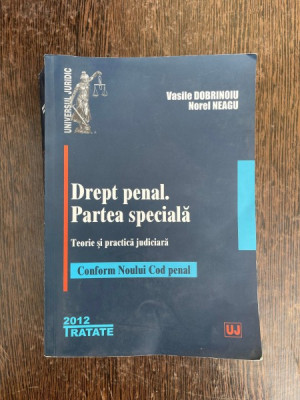 UNIVERSUL JURIDIC
Vasile DOBRINOIU
Norel NEAGU
Drept penal.
Partea specială
Teorie și practică judiciară
Conform Noului Cod penal
2012
TRATATE
UJ